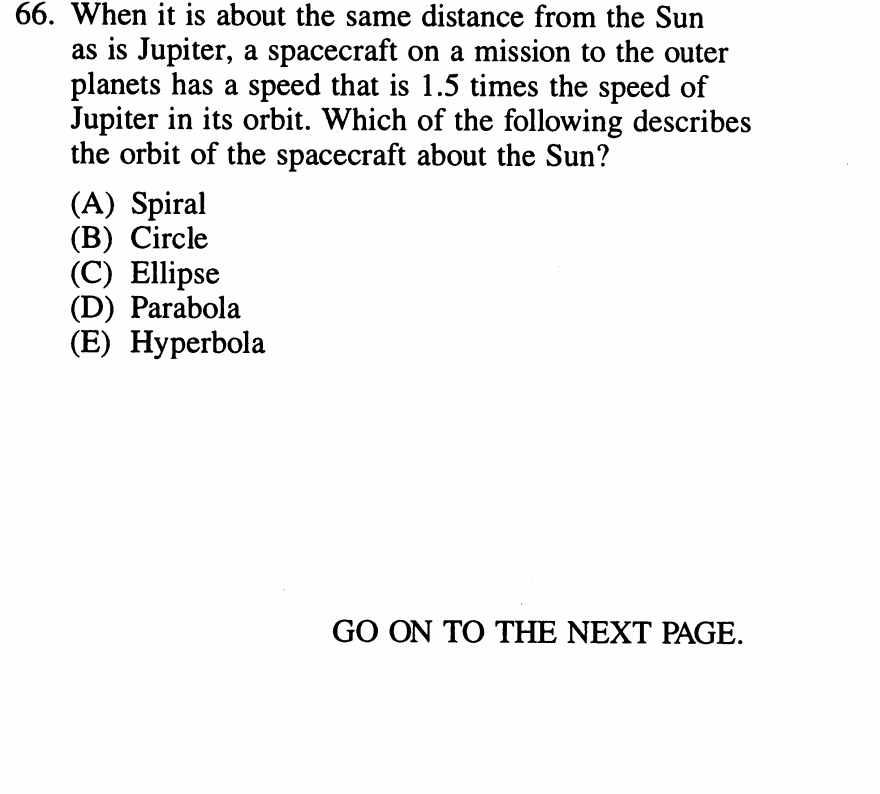 66. When it is about the same distance from the Sun
as is Jupiter, a spacecraft on a mission to the outer
planets has a speed that is 1.5 times the speed of
Jupiter in its orbit. Which of the following describes
the orbit of the spacecraft about the Sun?
(A) Spiral
(B) Circle
(C) Ellipse
(D) Parabola
(E) Hyperbola
GO ON TO THE NEXT PAGE.